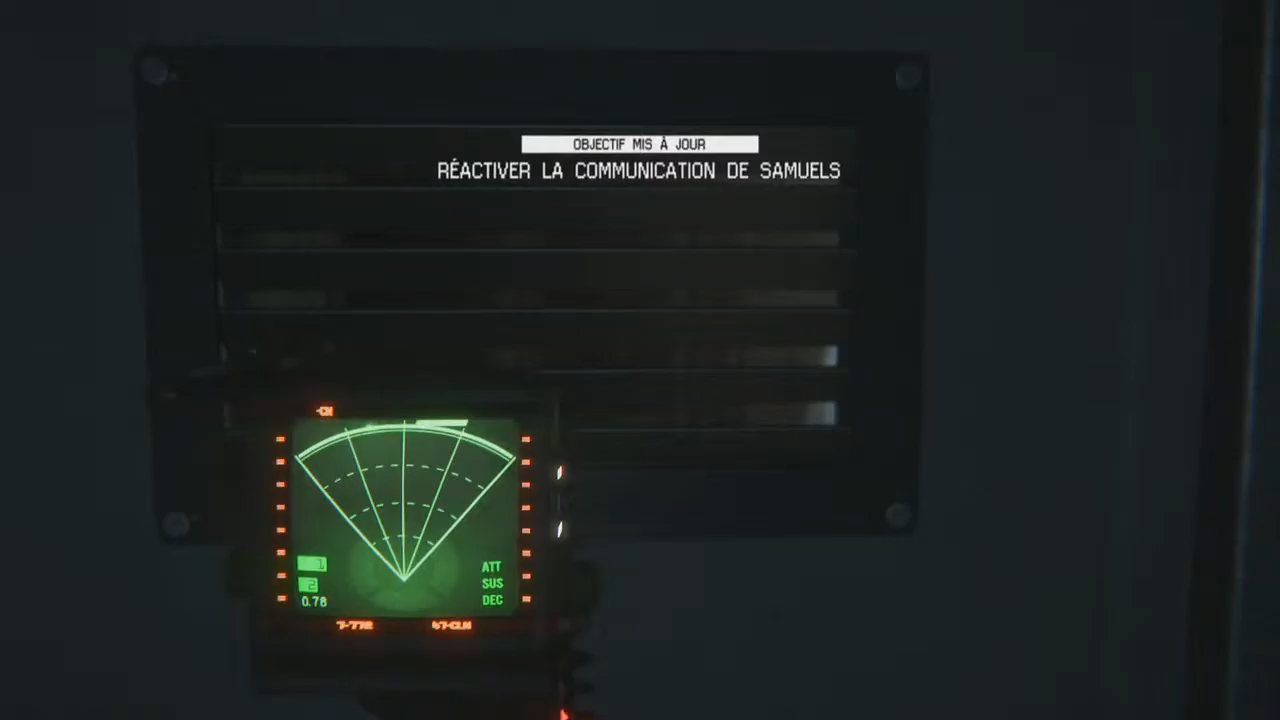 OBJECTIF MIS À JOUR
RÉACTIVER LA COMMUNICATION DE SAMUELS
ATT
SUS
DEC
1
2
0.78